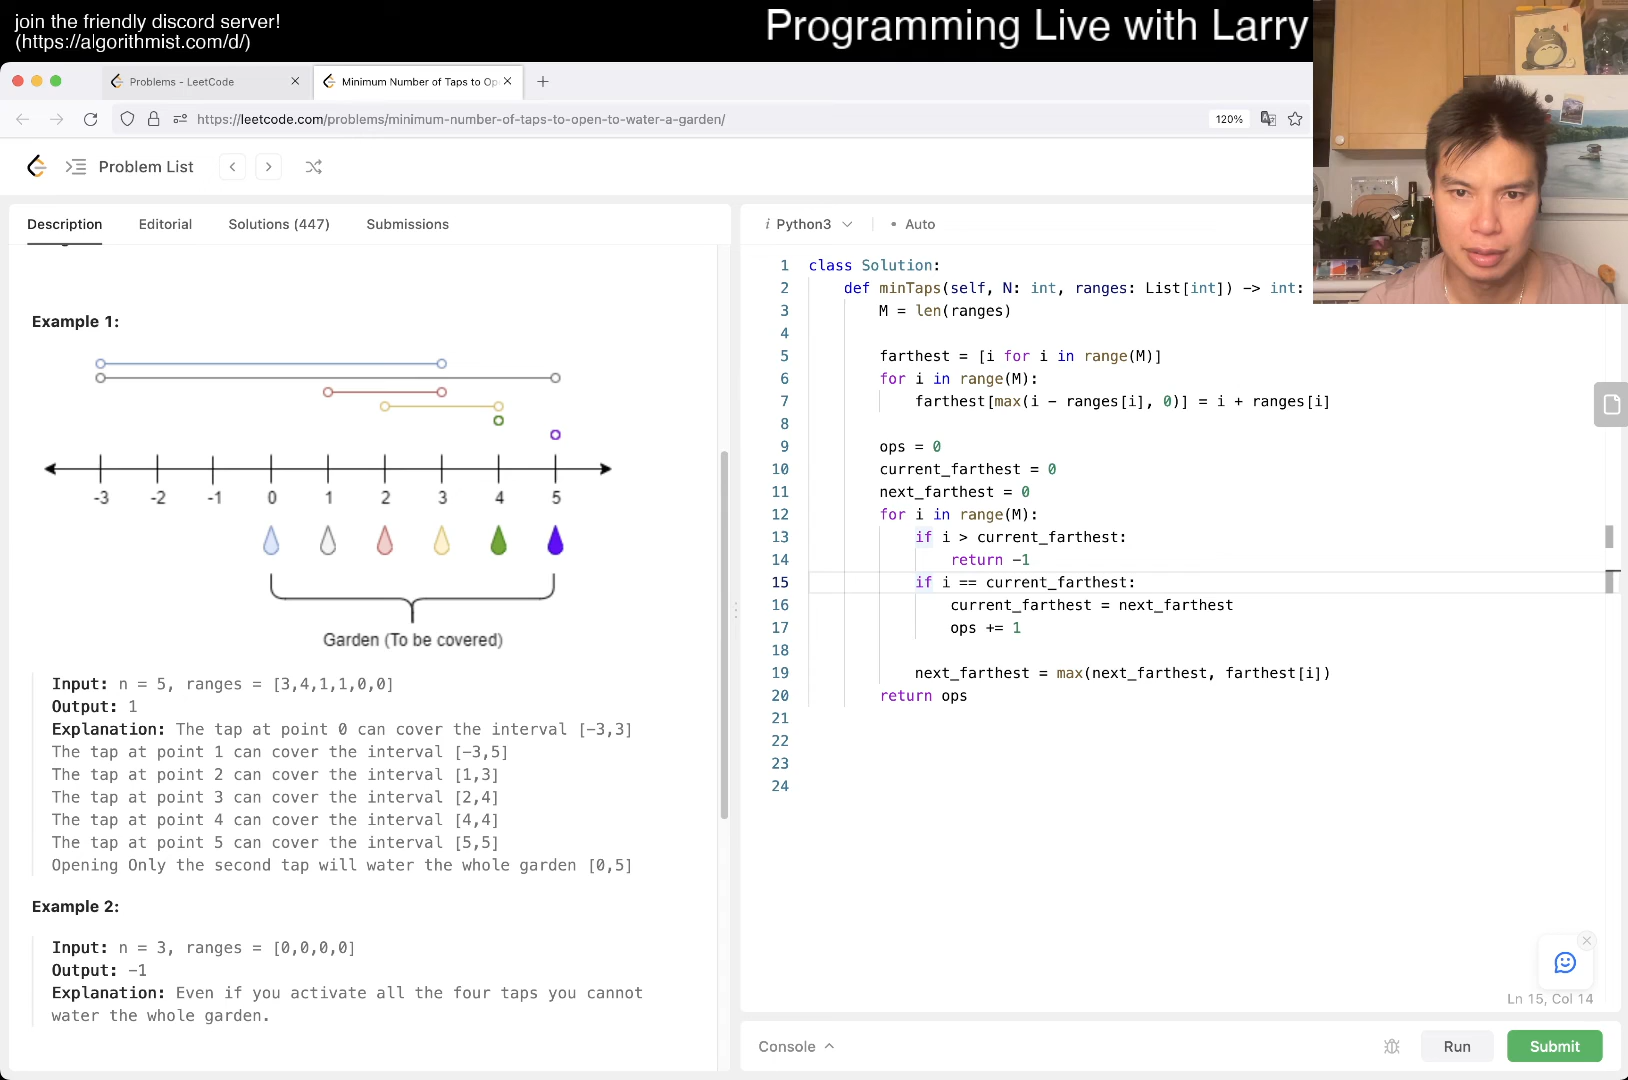 join the friendly discord server!
(https://algorithmist.com/d/)
Programming Live with Larry
Problems - LeetCode
Minimum Number of Taps to Op
https://leetcode.com/problems/minimum-number-of-taps-to-open-to-water-a-garden/
120%
Problem List
Description
Editorial
Solutions (447)
Submissions
Example 1:
-3 -2 -1 0 1 2 3 4 5
Garden (To be covered)
Input: n = 5, ranges = [3,4,1,1,0,0]
Output: 1
Explanation: The tap at point 0 can cover the interval [-3,3]
The tap at point 1 can cover the interval [-3,5]
The tap at point 2 can cover the interval [1,3]
The tap at point 3 can cover the interval [2,4]
The tap at point 4 can cover the interval [4,4]
The tap at point 5 can cover the interval [5,5]
Opening Only the second tap will water the whole garden [0,5]
Example 2:
Input: n = 3, ranges = [0,0,0,0]
Output: -1
Explanation: Even if you activate all the four taps you cannot
water the whole garden.
i Python3
• Auto
1 class Solution:
2 def minTaps(self, N: int, ranges: List[int]) -> int:
3 M = len(ranges)
4
5 farthest = [i for i in range(M)]
6 for i in range(M):
7 farthest[max(i - ranges[i], 0)] = i + ranges[i]
8
9 ops = 0
10 current_farthest = 0
11 next_farthest = 0
12 for i in range(M):
13 if i > current_farthest:
14 return -1
15 if i == current_farthest:
16 current_farthest = next_farthest
17 ops += 1
18
19 next_farthest = max(next_farthest, farthest[i])
20 return ops
21
22
23
24
Ln 15, Col 14
Console
Run
Submit